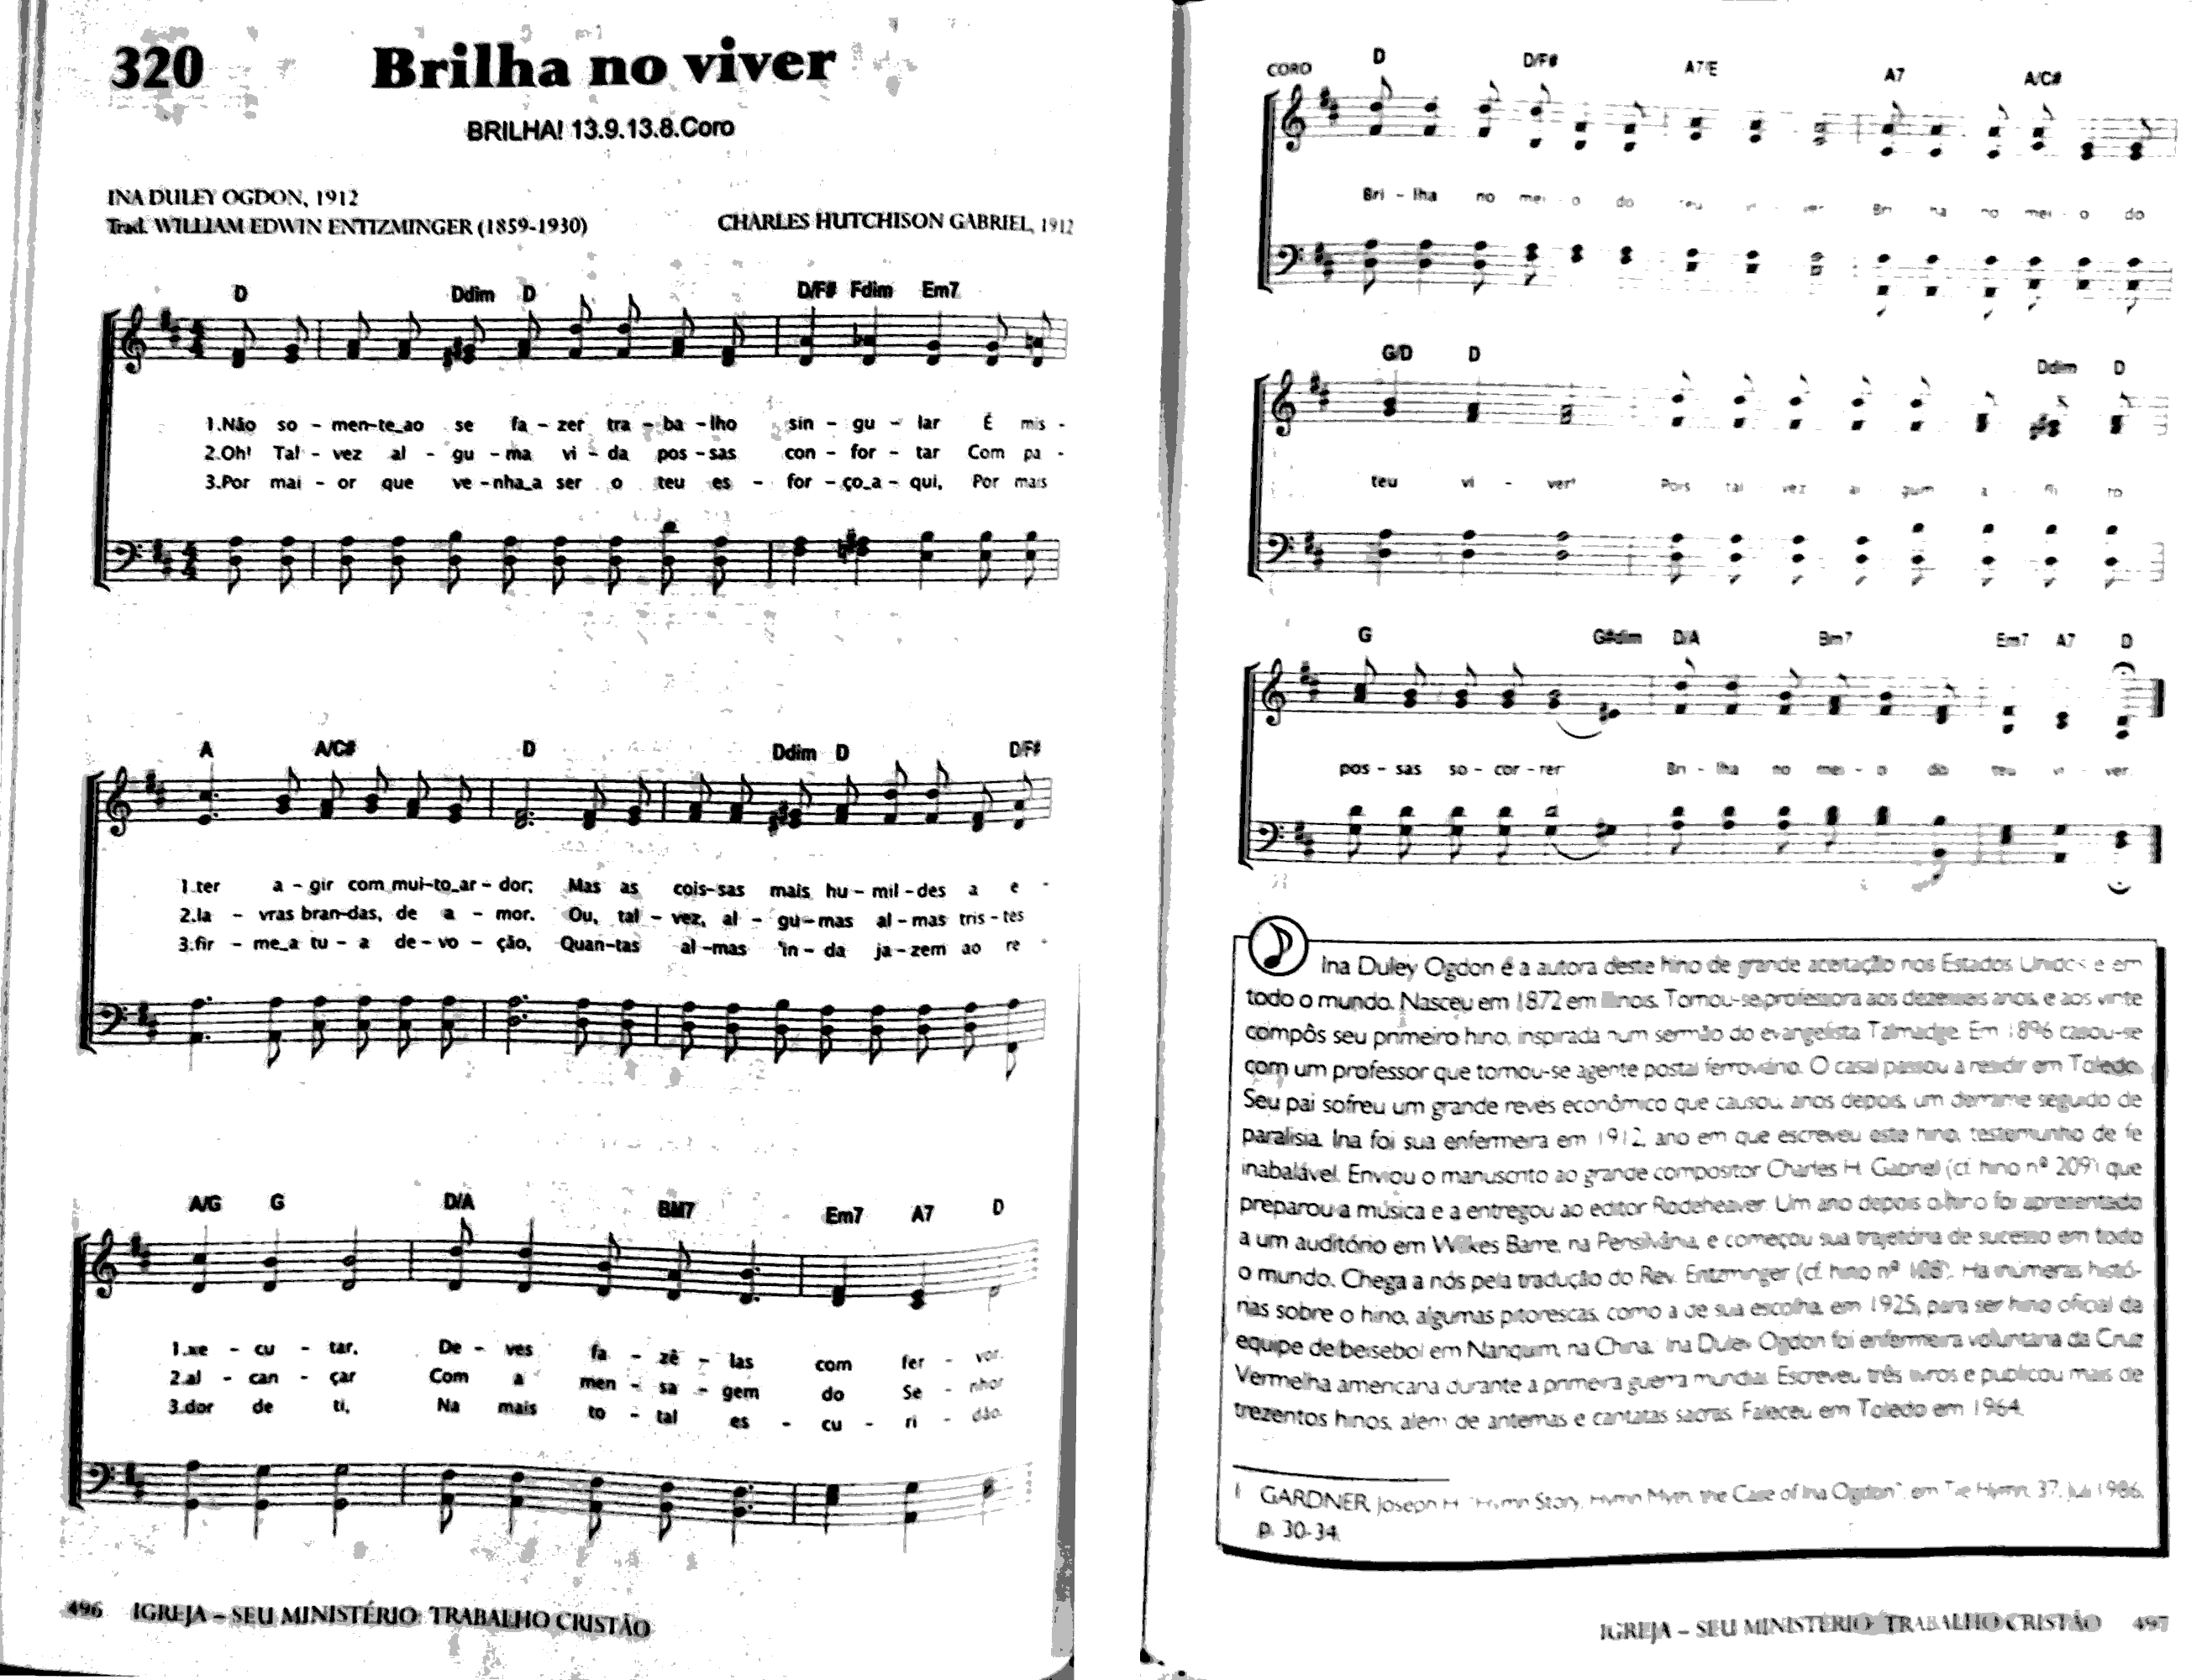 320
Brilha no viver
BRILHA! 13.9.13.8.Coro
INA DULEY OGDON, 1912
Trad. WILLIAM EDWIN ENTIZMINGER (1859-1930)
CHARLES HUTCHISON GABRIEL, 1912
D Ddim D D/F# Fdim Em7
1.Não so - men-te_ao se fa - zer tra - ba - lho sin - gu - lar É mis -
2.Oh! Tal - vez al - gu - ma vi - da pos - sas con - for - tar Com pa -
3.Por mai - or que ve - nha_a ser o teu es - for - ço_a - qui, Por mais
A A/C# D Ddim D D/F#
1.ter a - gir com mui-to_ar - dor; Mas as cois-sas mais hu - mil - des a e -
2.la - vras bran-das, de a - mor. Ou, tal - vez, al - gu - mas al - mas tris - tes
3.fir - me_a tu - a de - vo - ção, Quan-tas al - mas 'in - da ja - zem ao re -
A/G G D/A BM7 Em7 A7 D
1.xe - cu - tar, De - ves fa - zê - las com fer - vor.
2.al - can - çar Com a men - sa - gem do Se - nhor
3.dor de ti, Na mais to - tal es - cu - ri - dão.
496 IGREJA – SEU MINISTÉRIO: TRABALHO CRISTÃO
CORO D D/F# A7/E A7 A/C#
Bri - lha no mei - o do teu vi - ver Bri lha no mei - o do
G/D D Ddim D
teu vi - ver! Pois tal vez al gum a fli to
G G#dim D/A Bm7 Em7 A7 D
pos - sas so - cor - rer Bri - lha no mei - o do teu vi - ver.
Ina Duley Ogdon é a autora deste hino de grande aceitação nos Estados Unidos e em
todo o mundo. Nasceu em 1872 em Illinois. Tornou-se professora aos dezesseis anos, e aos vinte
compôs seu primeiro hino, inspirada num sermão do evangelista Talmadge. Em 1896 casou-se
com um professor que tornou-se agente postal ferroviário. O casal passou a residir em Toledo.
Seu pai sofreu um grande revés econômico que causou, anos depois, um derrame seguido de
paralisia. Ina foi sua enfermeira em 1912, ano em que escreveu este hino, testemunho de fé
inabalável. Enviou o manuscrito ao grande compositor Charles H. Gabriel (cf. hino nº 209) que
preparou a música e a entregou ao editor Rodeheaver. Um ano depois o hino foi apresentado
a um auditório em Wilkes Barre, na Pensilvânia, e começou sua trajetória de sucesso em todo
o mundo. Chega a nós pela tradução do Rev. Entzminger (cf. hino nº 108). Há inúmeras histó-
rias sobre o hino, algumas pitorescas, como a de sua escolha, em 1925, para ser hino oficial da
equipe de beisebol em Nanquim, na China. Ina Duley Ogdon foi enfermeira voluntária da Cruz
Vermelha americana durante a primeira guerra mundial. Escreveu três livros e publicou mais de
trezentos hinos, além de antemas e cantatas sacras. Faleceu em Toledo em 1964.
1 GARDNER, Joseph H. "Hymn Story, Hymn Myth, the Case of Ina Ogdon", em The Hymn, 37, 1986,
p. 30-34.
IGREJA – SEU MINISTÉRIO: TRABALHO CRISTÃO 497